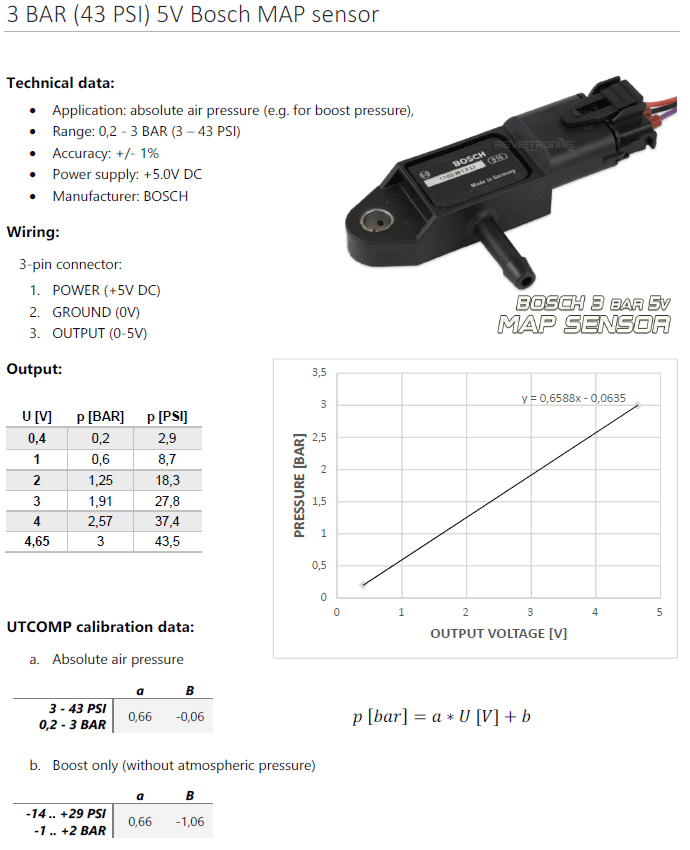 3 BAR (43 PSI) 5V Bosch MAP sensor
Technical data:
• Application: absolute air pressure (e.g. for boost pressure),
• Range: 0,2 - 3 BAR (3 – 43 PSI)
• Accuracy: +/- 1%
• Power supply: +5.0V DC
• Manufacturer: BOSCH
REVETRONIUS
BOSCH
Made in Germany
Wiring:
3-pin connector:
1. POWER (+5V DC)
2. GROUND (0V)
3. OUTPUT (0-5V)
BOSCH 3 BAR 5V
MAP SENSOR
Output:
U [V] p [BAR] p [PSI]
0,4 0,2 2,9
1 0,6 8,7
2 1,25 18,3
3 1,91 27,8
4 2,57 37,4
4,65 3 43,5
3,5
3
2,5
2
1,5
1
0,5
0
PRESSURE [BAR]
y = 0,6588x - 0,0635
0 1 2 3 4 5
OUTPUT VOLTAGE [V]
UTCOMP calibration data:
a. Absolute air pressure
a B
3 - 43 PSI
0,2 - 3 BAR 0,66 -0,06
p [bar] = a * U [V] + b
b. Boost only (without atmospheric pressure)
a B
-14 .. +29 PSI
-1 .. +2 BAR 0,66 -1,06